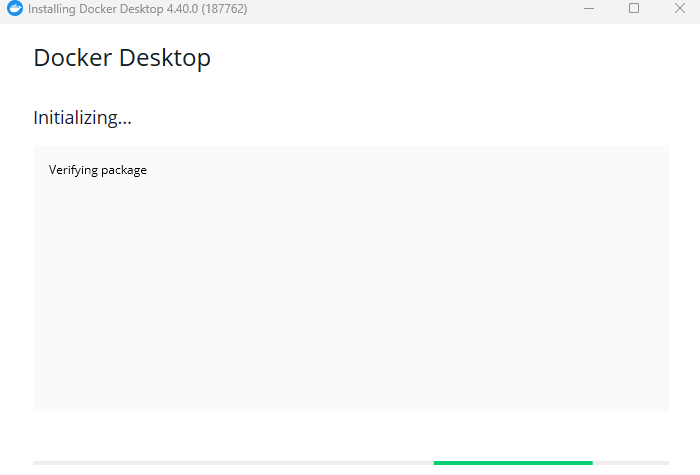 Installing Docker Desktop 4.40.0 (187762)
Docker Desktop
Initializing...
Verifying package